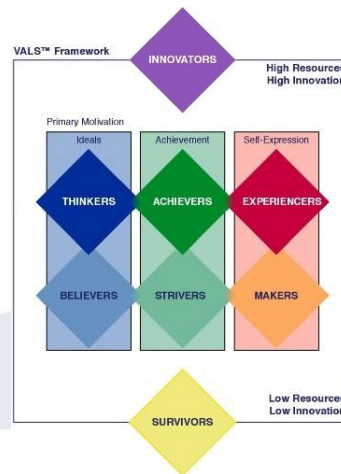 VALS™ Framework
INNOVATORS
High Resources
High Innovation
Primary Motivation
Ideals
Achievement
Self-Expression
THINKERS
ACHIEVERS
EXPERIENCERS
BELIEVERS
STRIVERS
MAKERS
Low Resources
Low Innovation
SURVIVORS